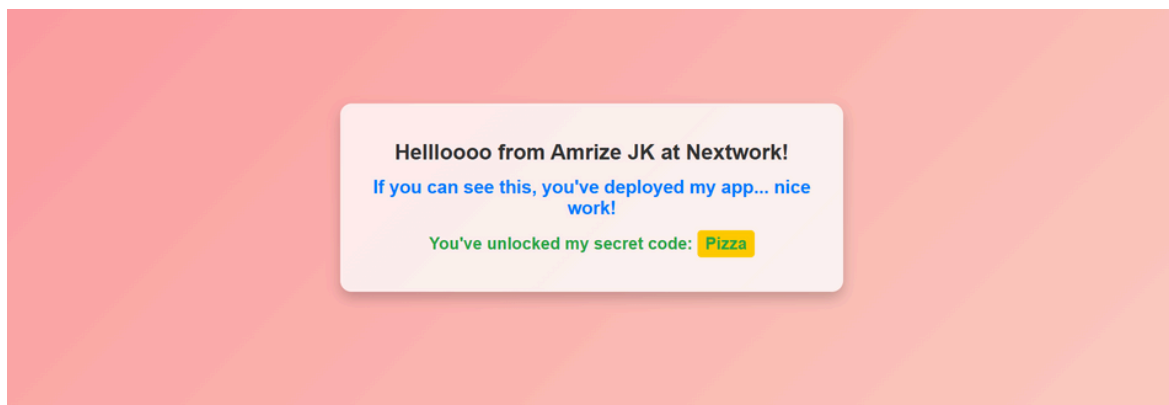 Hellloooo from Amrize JK at Nextwork!
If you can see this, you've deployed my app... nice
work!
You've unlocked my secret code: Pizza